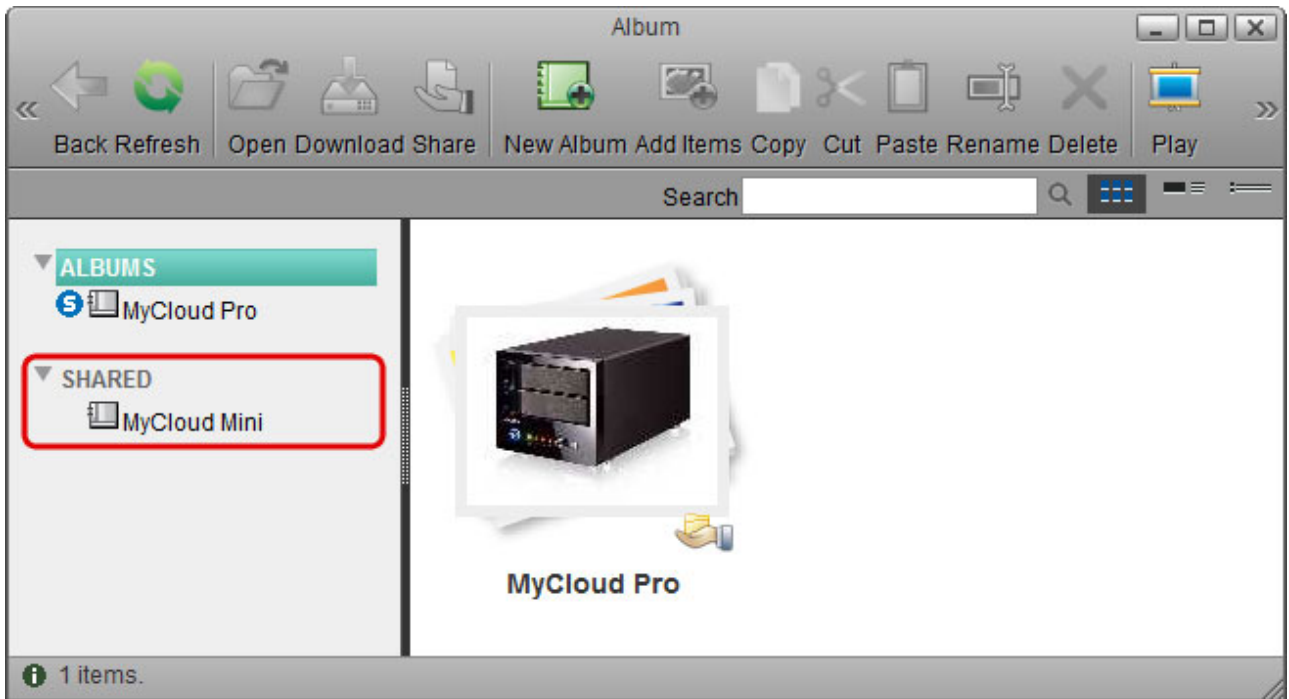 Album
Back Refresh Open Download Share New Album Add Items Copy Cut Paste Rename Delete Play
Search
ALBUMS
S MyCloud Pro
SHARED
MyCloud Mini
MyCloud Pro
1 items.